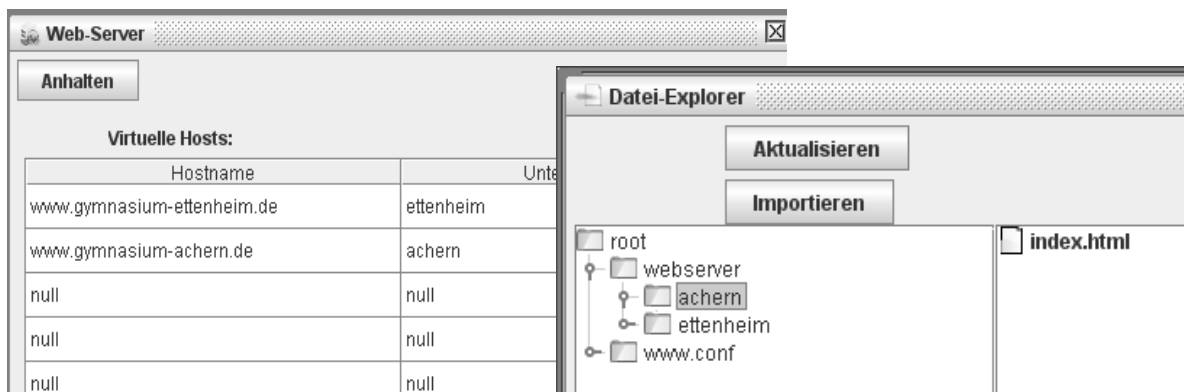 Web-Server
Anhalten
Virtuelle Hosts:
Hostname
www.gymnasium-ettenheim.de ettenheim
www.gymnasium-achern.de achern
null null
null null
null null
Datei-Explorer
Aktualisieren
Importieren
root
webserver
achern
ettenheim
www.conf
index.html